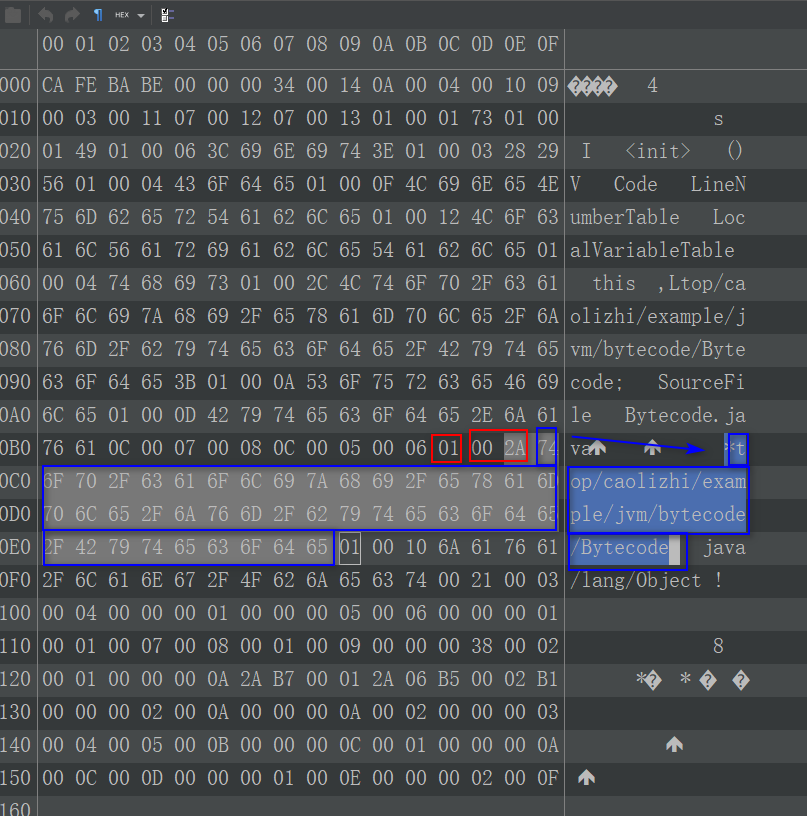 HEX
00 01 02 03 04 05 06 07 08 09 0A 0B 0C 0D 0E 0F
000 CA FE BA BE 00 00 00 34 00 14 0A 00 04 00 10 09 ���� 4
010 00 03 00 11 07 00 12 07 00 13 01 00 01 73 01 00 s
020 01 49 01 00 06 3C 69 6E 69 74 3E 01 00 03 28 29 I <init> ()
030 56 01 00 04 43 6F 64 65 01 00 0F 4C 69 6E 65 4E V Code LineN
040 75 6D 62 65 72 54 61 62 6C 65 01 00 12 4C 6F 63 umberTable Loc
050 61 6C 56 61 72 69 61 62 6C 65 54 61 62 6C 65 01 alVariableTable
060 00 04 74 68 69 73 01 00 2C 4C 74 6F 70 2F 63 61 this ,Ltop/ca
070 6F 6C 69 7A 68 69 2F 65 78 61 6D 70 6C 65 2F 6A olizhi/example/j
080 76 6D 2F 62 79 74 65 63 6F 64 65 2F 42 79 74 65 vm/bytecode/Byte
090 63 6F 64 65 3B 01 00 0A 53 6F 75 72 63 65 46 69 code; SourceFi
0A0 6C 65 01 00 0D 42 79 74 65 63 6F 64 65 2E 6A 61 le Bytecode.ja
0B0 76 61 0C 00 07 00 08 0C 00 05 00 06 01 00 2A 74 va *t
0C0 6F 70 2F 63 61 6F 6C 69 7A 68 69 2F 65 78 61 6D op/caolizhi/exam
0D0 70 6C 65 2F 6A 76 6D 2F 62 79 74 65 63 6F 64 65 ple/jvm/bytecode
0E0 2F 42 79 74 65 63 6F 64 65 01 00 10 6A 61 76 61 /Bytecode java
0F0 2F 6C 61 6E 67 2F 4F 62 6A 65 63 74 00 21 00 03 /lang/Object !
100 00 04 00 00 00 01 00 00 00 05 00 06 00 00 00 01
110 00 01 00 07 00 08 00 01 00 09 00 00 00 38 00 02 8
120 00 01 00 00 00 0A 2A B7 00 01 2A 06 B5 00 02 B1 *� * � �
130 00 00 00 02 00 0A 00 00 00 0A 00 02 00 00 00 03
140 00 04 00 05 00 0B 00 00 00 0C 00 01 00 00 00 0A
150 00 0C 00 0D 00 00 00 01 00 0E 00 00 00 02 00 0F
160